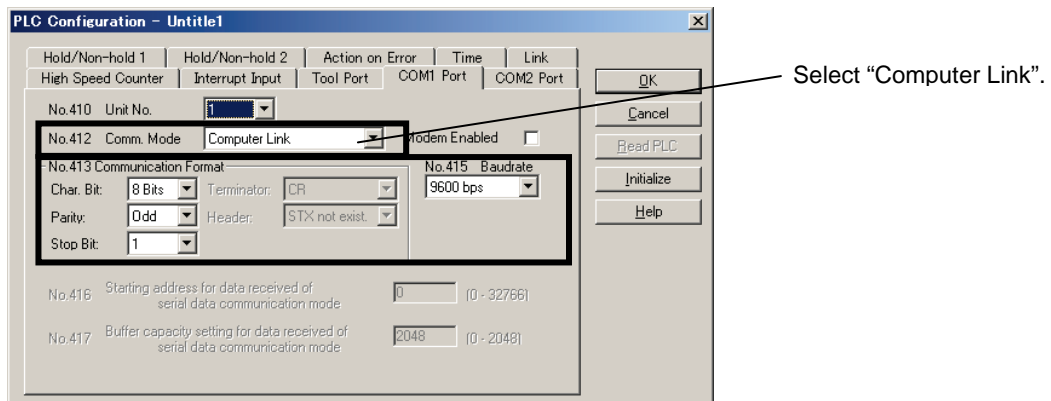 PLC Configuration - Untitle1
Hold/Non-hold 1 Hold/Non-hold 2 Action on Error Time Link
High Speed Counter Interrupt Input Tool Port COM1 Port COM2 Port
OK
Select “Computer Link”.
No.410 Unit No. 1
Cancel
No.412 Comm. Mode Computer Link Modem Enabled
Read PLC
No.413 Communication Format No.415 Baudrate
Char. Bit: 8 Bits Terminator: CR 9600 bps
Initialize
Parity: Odd Header: STX not exist.
Help
Stop Bit: 1
No.416 Starting address for data received of
serial data communication mode 0 (0 - 32766)
No.417 Buffer capacity setting for data received of
serial data communication mode 2048 (0 - 2048)